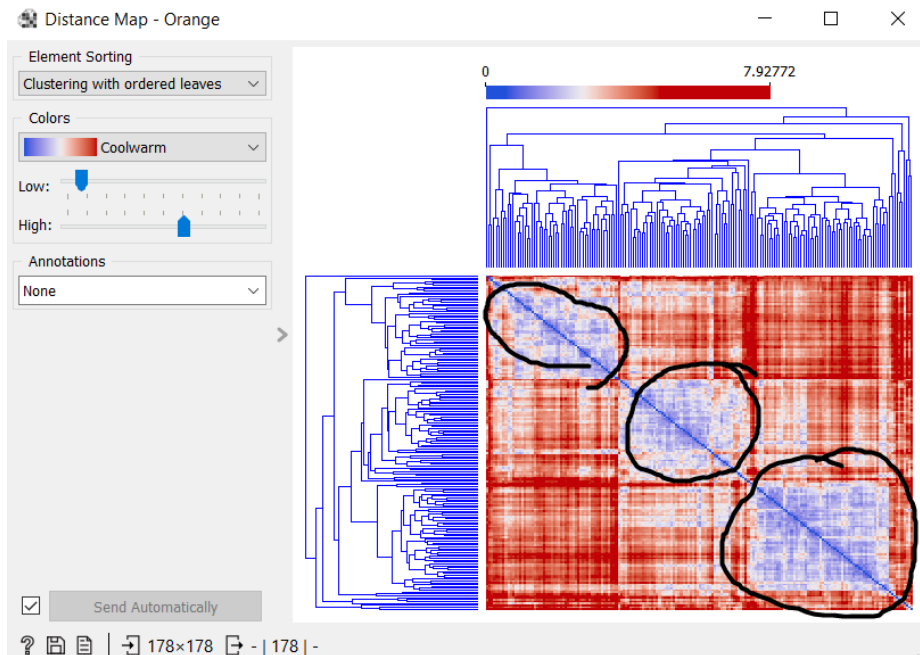 Distance Map - Orange
Element Sorting
Clustering with ordered leaves
Colors
Coolwarm
Low:
High:
Annotations
None
Send Automatically
178×178
- | 178 | -
0
7.92772